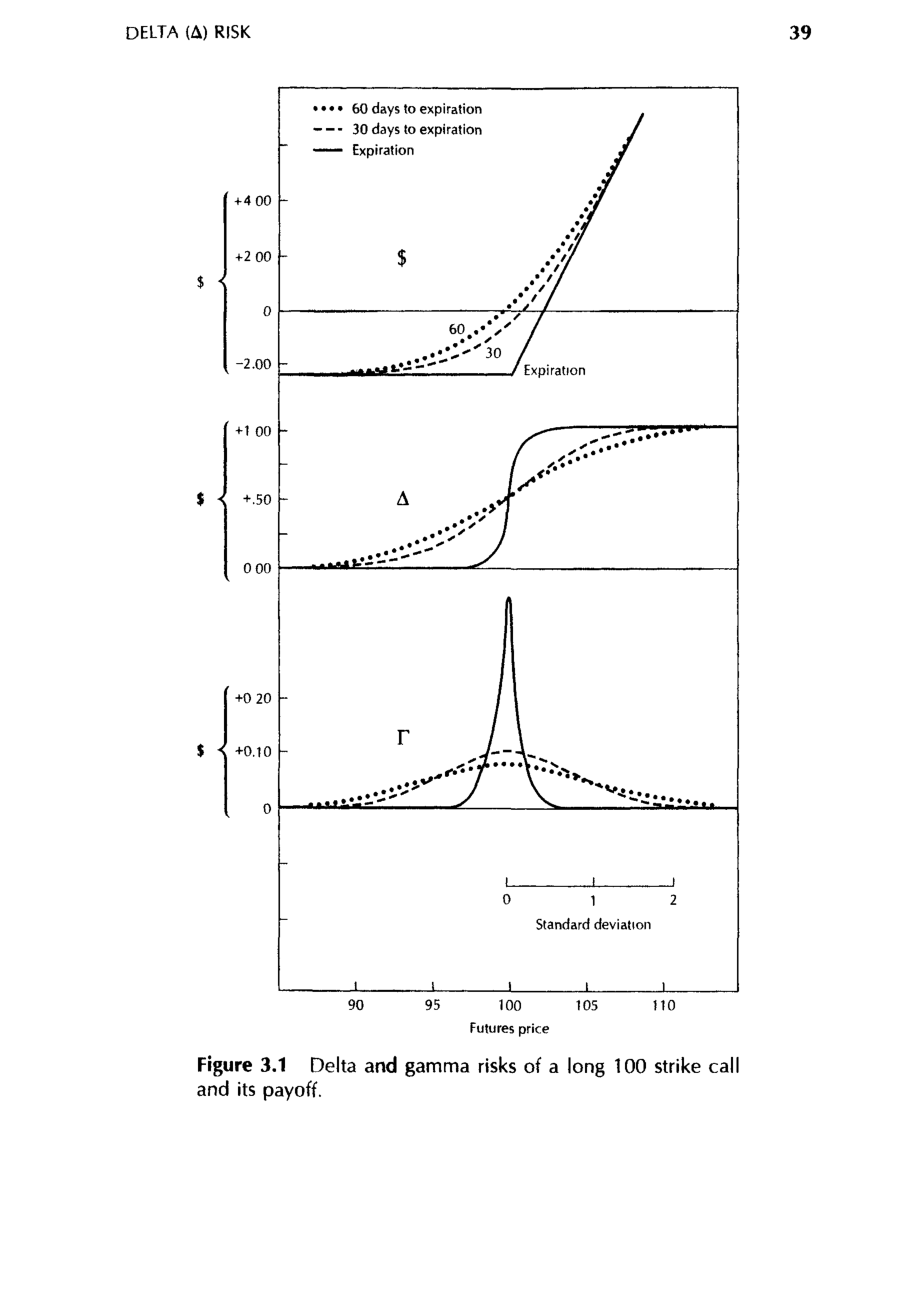 DELTA (Δ) RISK 39
60 days to expiration
30 days to expiration
Expiration
+4 00
+2 00
$
$
0
60
30
-2.00
Expiration
+1 00
$
+.50
Δ
0 00
+0 20
Γ
$
+0.10
0
0 1 2
Standard deviation
90 95 100 105 110
Futures price
Figure 3.1 Delta and gamma risks of a long 100 strike call
and its payoff.